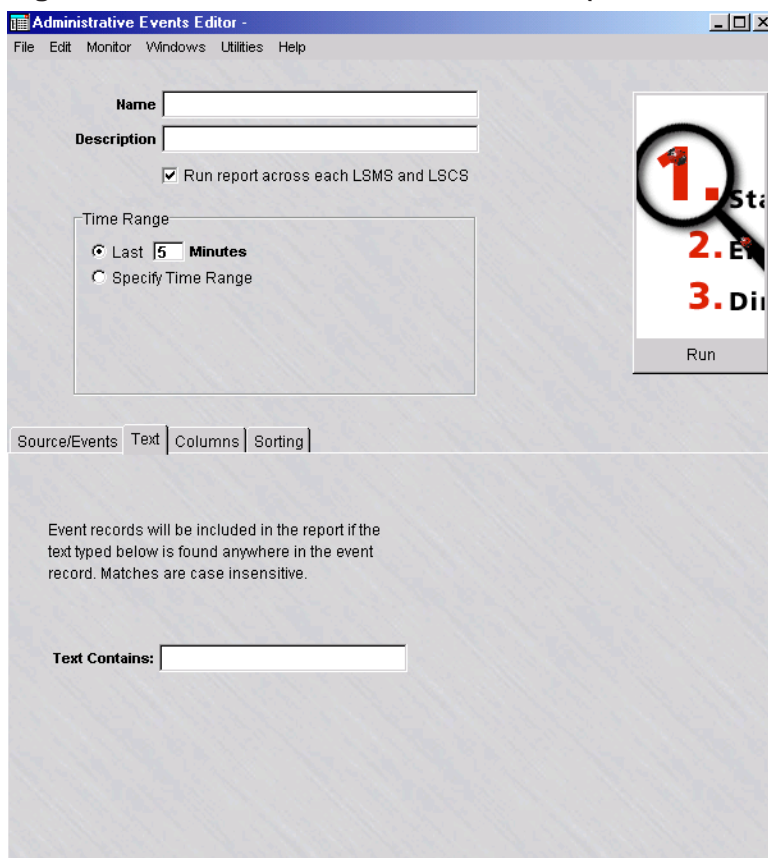 Administrative Events Editor -
File Edit Monitor Windows Utilities Help
Name
Description
Run report across each LSMS and LSCS
Time Range
Last 5 Minutes
Specify Time Range
1. Sta
2. E
3. Di
Run
Source/Events Text Columns Sorting
Event records will be included in the report if the
text typed below is found anywhere in the event
record. Matches are case insensitive.
Text Contains: